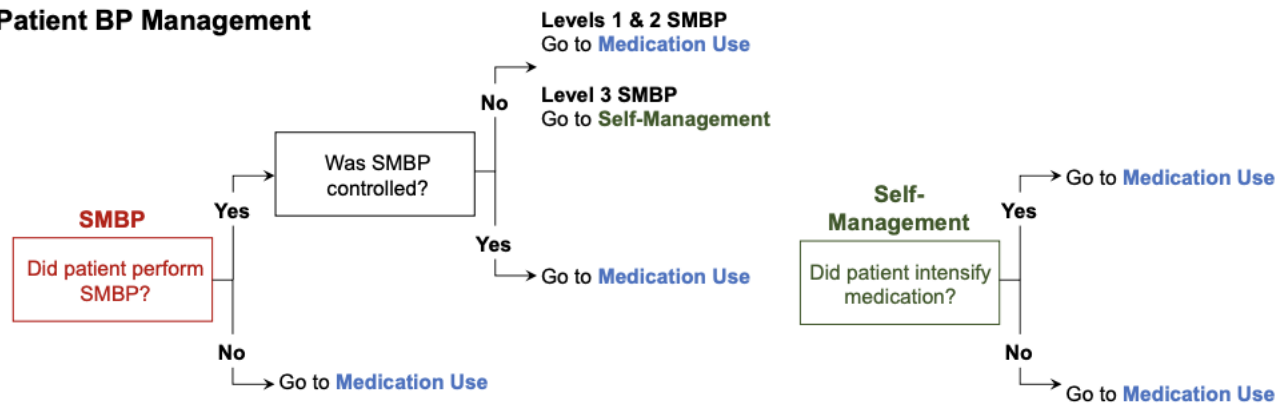 Patient BP Management
Levels 1 & 2 SMBP
Go to Medication Use
No
Level 3 SMBP
Go to Self-Management
Was SMBP
controlled?
Yes
SMBP
Did patient perform
SMBP?
Yes
Go to Medication Use
No
Go to Medication Use
Self-
Management
Did patient intensify
medication?
Yes
Go to Medication Use
No
Go to Medication Use